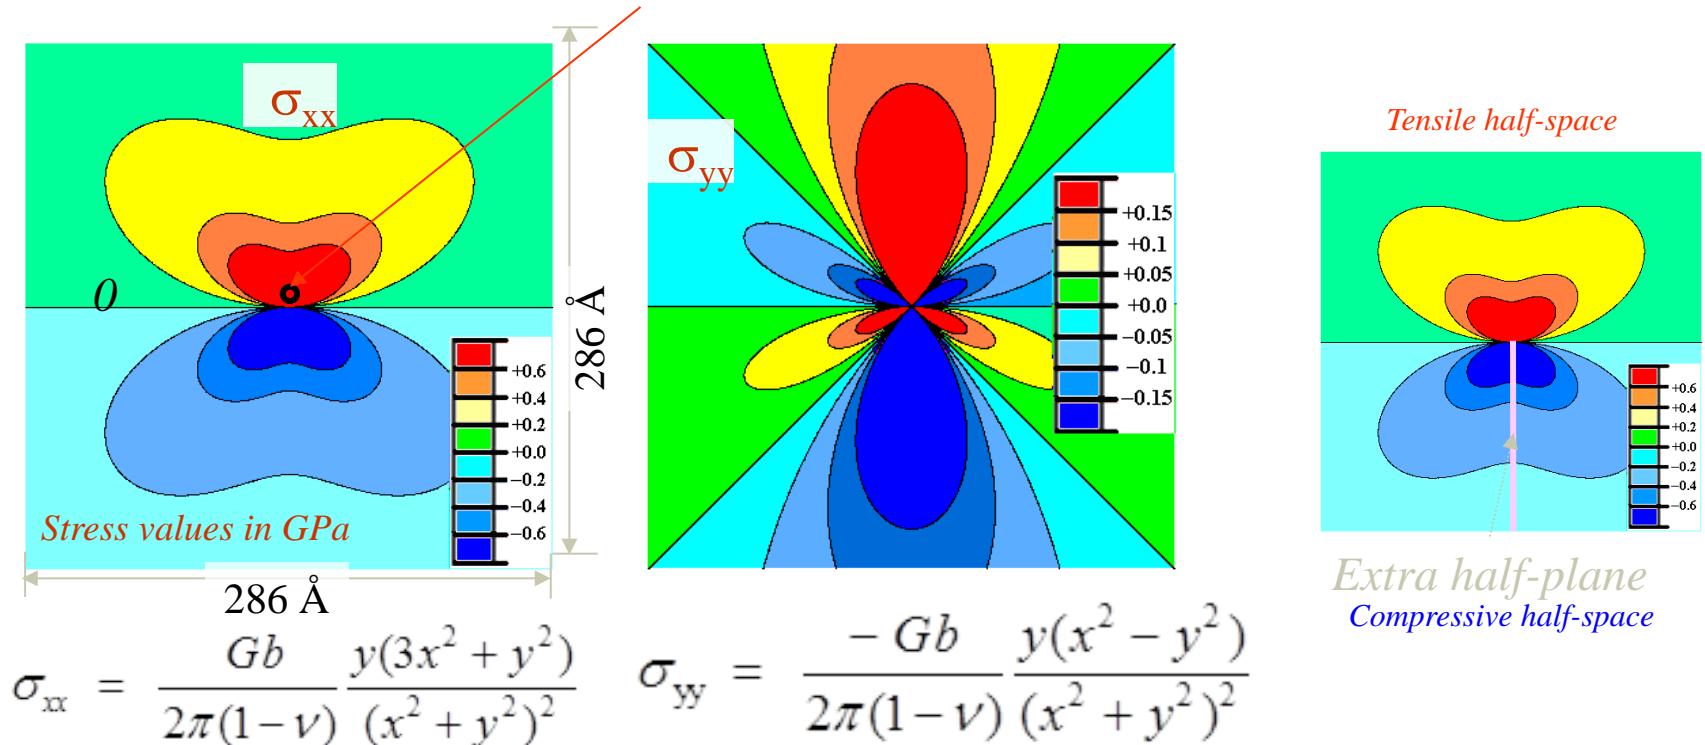 σxx
0
+0.6
+0.4
+0.2
+0.0
−0.2
−0.4
−0.6
Stress values in GPa
286 Å
286 Å
σyy
+0.15
+0.1
+0.05
+0.0
−0.05
−0.1
−0.15
Tensile half-space
+0.6
+0.4
+0.2
+0.0
−0.2
−0.4
−0.6
Extra half-plane
Compressive half-space
σxx = Gb / 2π(1−ν) y(3x² + y²) / (x² + y²)²
σyy = −Gb / 2π(1−ν) y(x² − y²) / (x² + y²)²